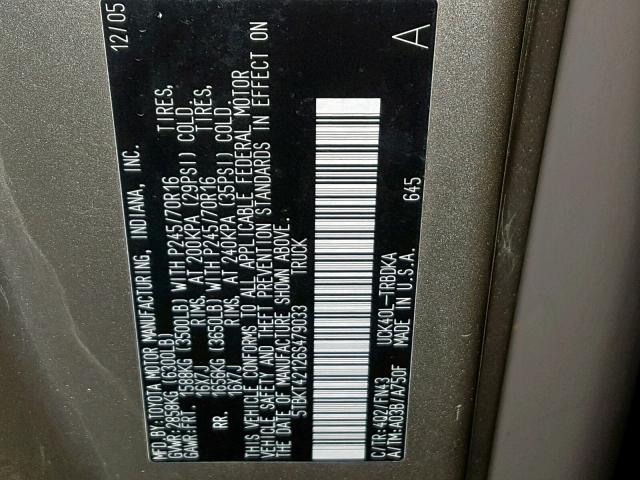 MFD.BY:TOYOTA MOTOR MANUFACTURING, INDIANA, INC. 12/05
GVWR-2858KG (6300LB)
GAWR-FRT. 1588KG (3500LB) WITH P245/70R16 TIRES,
16X7J RIMS, AT 200KPA (29PSI) COLD
RR. 1656KG (3650LB) WITH P245/70R16 TIRES,
16X7J RIMS, AT 240KPA (35PSI) COLD
THIS VEHICLE CONFORMS TO ALL APPLICABLE FEDERAL MOTOR
VEHICLE SAFETY AND THEFT PREVENTION STANDARDS IN EFFECT ON
THE DATE OF MANUFACTURE SHOWN ABOVE.
5TBKT42126S479033 TRUCK
UCK40L-TRBDKA 645 A
C/TR:4Q2/FN43 MADE IN U.S.A.
A/TM:A03B/A750F